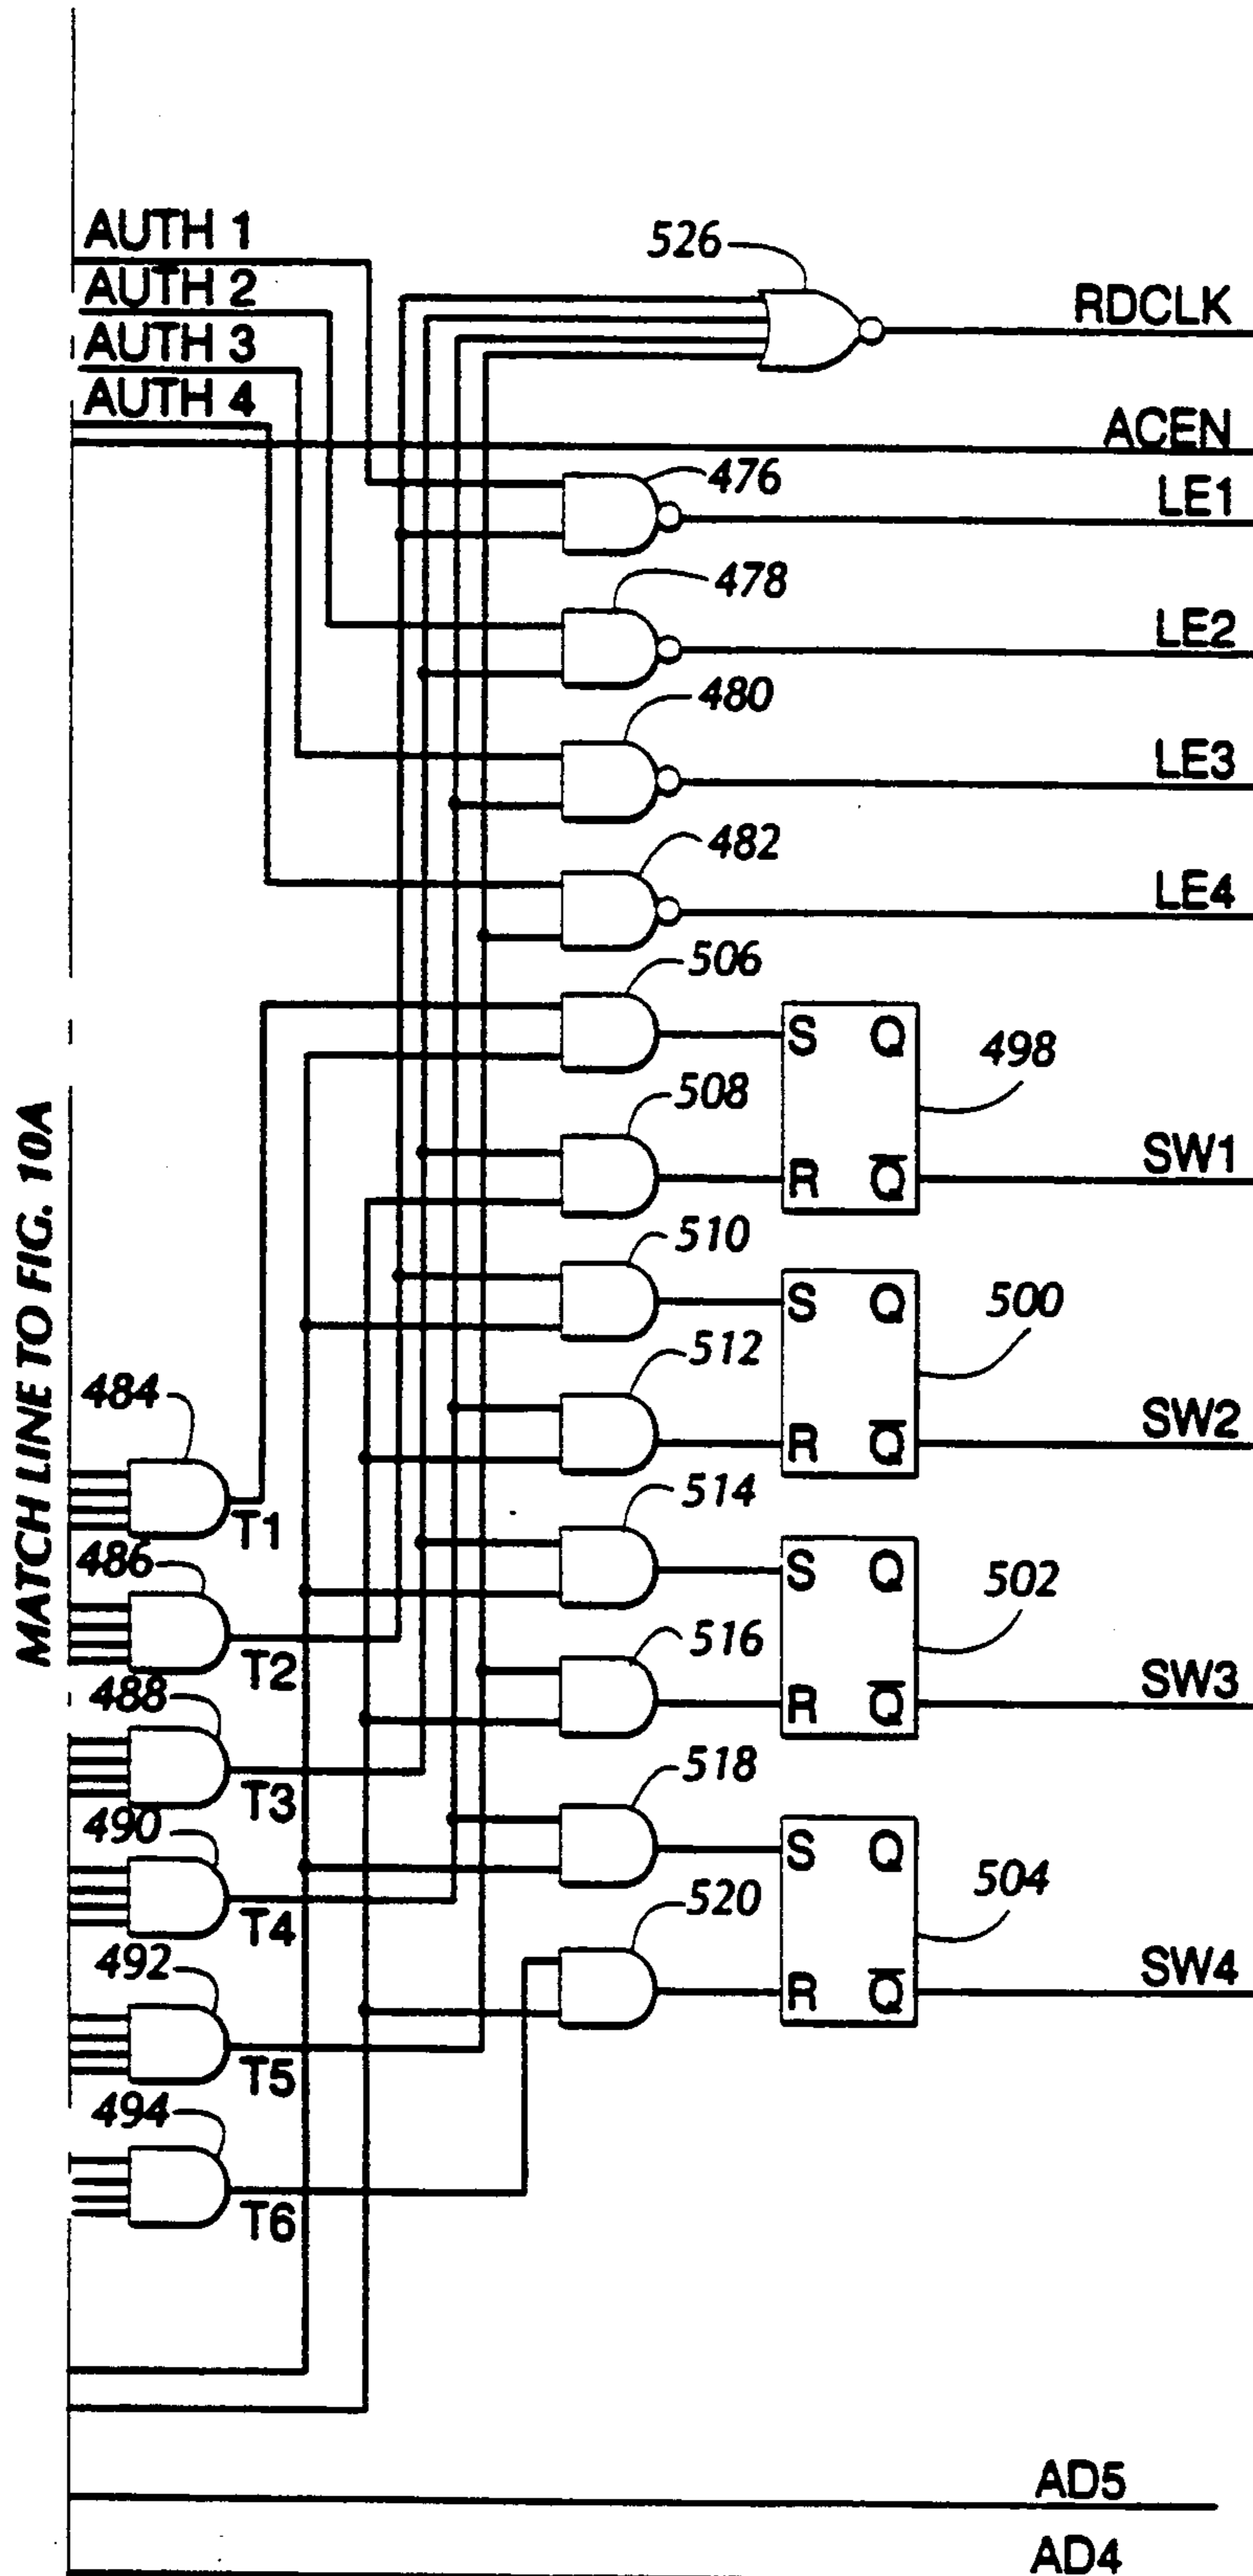 AUTH 1
AUTH 2
AUTH 3
AUTH 4
526
RDCLK
ACEN
476
LE1
478
LE2
480
LE3
482
LE4
506
S Q
498
508
R Q̅
SW1
510
S Q
500
512
R Q̅
SW2
MATCH LINE TO FIG. 10A
484
T1
514
S Q
502
486
T2
516
R Q̅
SW3
488
T3
518
S Q
504
490
T4
520
R Q̅
SW4
492
T5
494
T6
AD5
AD4